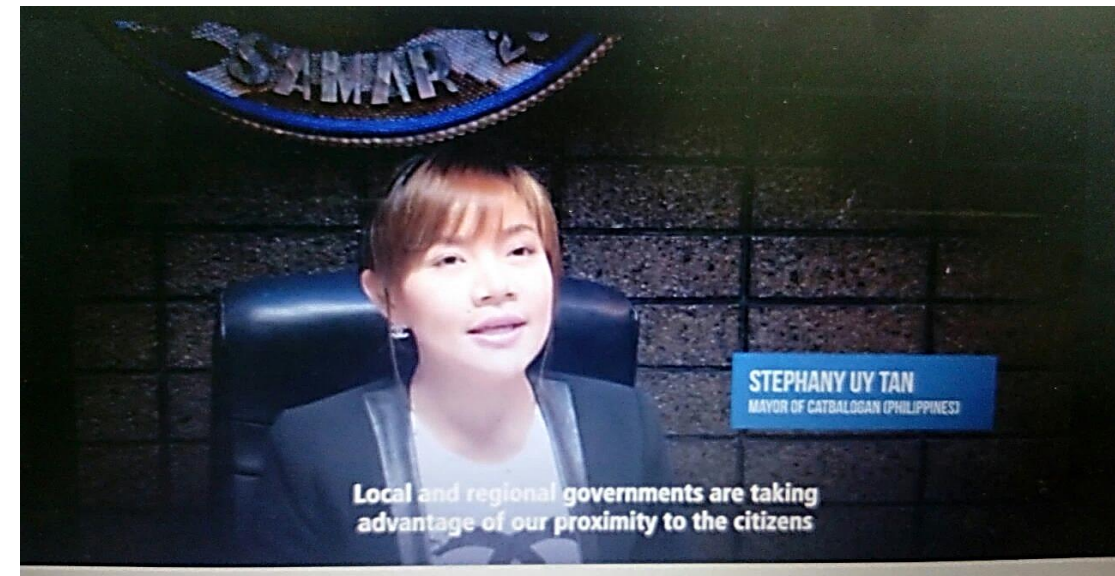 SAMAR
STEPHANY UY TAN
MAYOR OF CATBALOGAN (PHILIPPINES)
Local and regional governments are taking
advantage of our proximity to the citizens